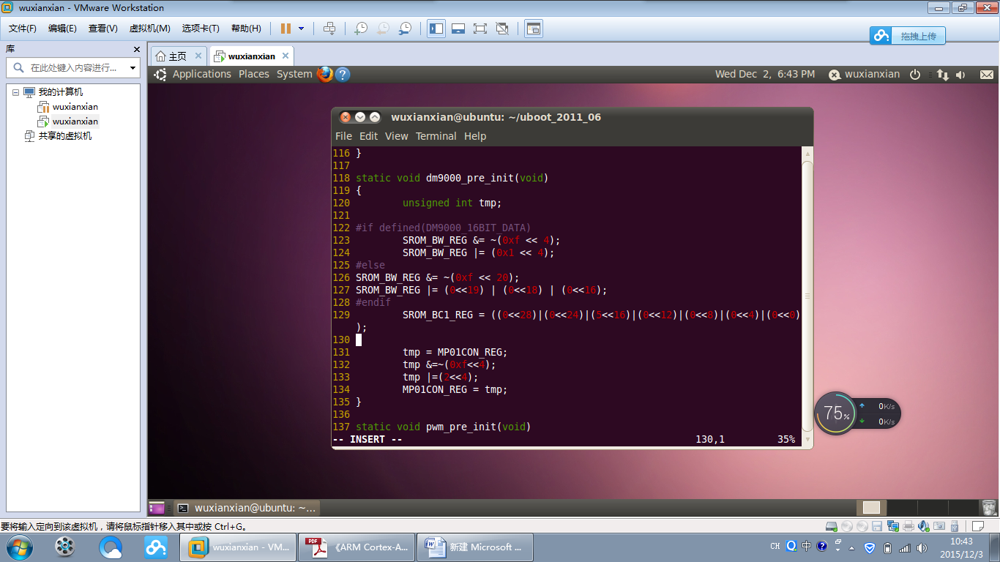 wuxianxian - VMware Workstation
文件(F) 编辑(E) 查看(V) 虚拟机(M) 选项卡(T) 帮助(H)
拖拽上传
库
在此处键入内容进行...
我的计算机
wuxianxian
wuxianxian
共享的虚拟机
主页 wuxianxian
Applications Places System Wed Dec 2, 6:43 PM wuxianxian
wuxianxian@ubuntu: ~/uboot_2011_06
File Edit View Terminal Help
116 }
117
118 static void dm9000_pre_init(void)
119 {
120 unsigned int tmp;
121
122 #if defined(DM9000_16BIT_DATA)
123 SROM_BW_REG &= ~(0xf << 4);
124 SROM_BW_REG |= (0x1 << 4);
125 #else
126 SROM_BW_REG &= ~(0xf << 20);
127 SROM_BW_REG |= (0<<19) | (0<<18) | (0<<16);
128 #endif
129 SROM_BC1_REG = ((0<<28)|(0<<24)|(5<<16)|(0<<12)|(0<<8)|(0<<4)|(0<<0)
);
130
131 tmp = MP01CON_REG;
132 tmp &=~(0xf<<4);
133 tmp |=(2<<4);
134 MP01CON_REG = tmp;
135 }
136
137 static void pwm_pre_init(void)
-- INSERT -- 130,1 35%
75%
0K/s
0K/s
wuxianxian@ubuntu: ~...
要将输入定向到该虚拟机，请将鼠标指针移入其中或按 Ctrl+G。
wuxianxian - VM...
PDF
《ARM Cortex-A...
新建 Microsoft ...
CH 中
10:43
2015/12/3